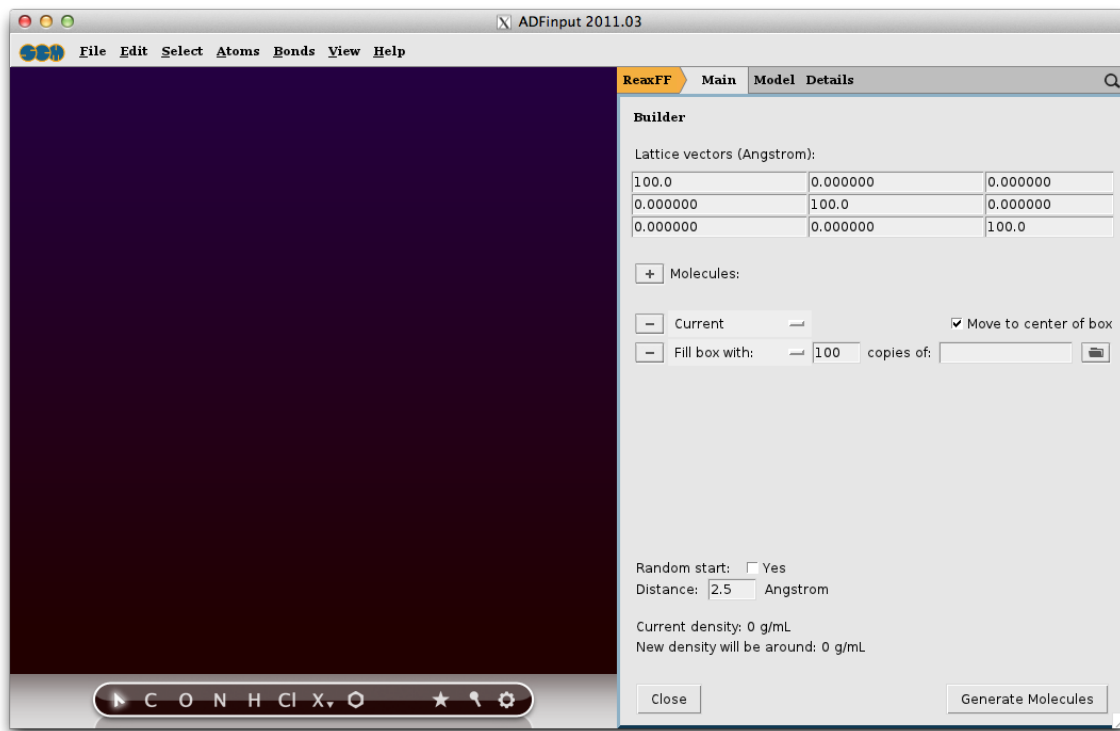 X ADFinput 2011.03
SCM File Edit Select Atoms Bonds View Help
ReaxFF Main Model Details
Builder
Lattice vectors (Angstrom):
100.0 0.000000 0.000000
0.000000 100.0 0.000000
0.000000 0.000000 100.0
+ Molecules:
− Current Move to center of box
− Fill box with: 100 copies of:
Random start: Yes
Distance: 2.5 Angstrom
Current density: 0 g/mL
New density will be around: 0 g/mL
Close Generate Molecules
C O N H Cl X